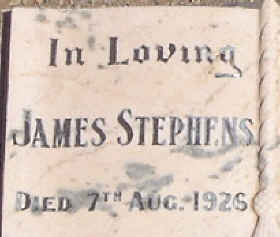 In Loving
JAMES STEPHENS
DIED 7TH AUG. 1926